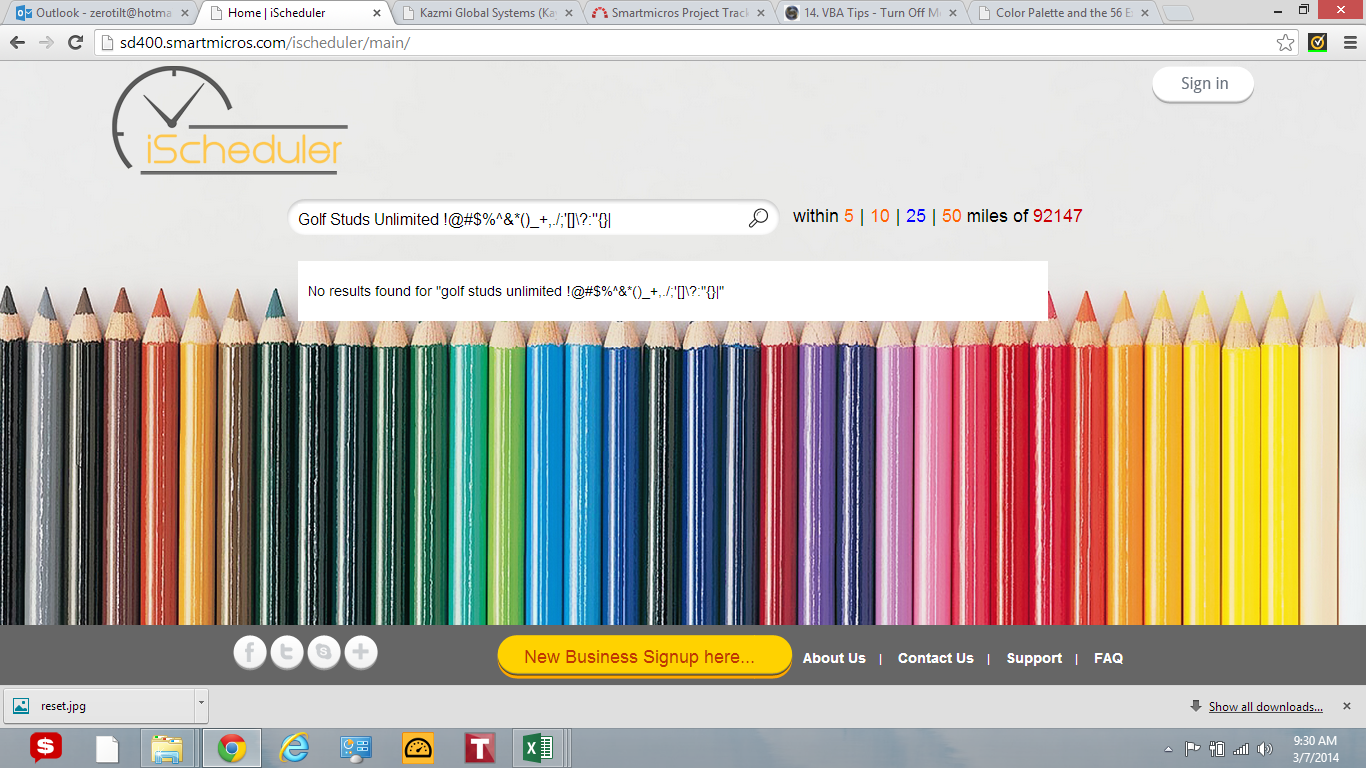 Outlook - zerotilt@hotma
Home | iScheduler
Kazmi Global Systems (Kay
Smartmicros Project Track
14. VBA Tips - Turn Off M
Color Palette and the 56 E
sd400.smartmicros.com/ischeduler/main/
Sign in
iScheduler
Golf Studs Unlimited !@#$%^&*()_+,./;'[]\?:"{}|
within 5 | 10 | 25 | 50 miles of 92147
No results found for "golf studs unlimited !@#$%^&*()_+,./;'[]\?:"{}|"
New Business Signup here...
About Us | Contact Us | Support | FAQ
reset.jpg
Show all downloads...
9:30 AM
3/7/2014